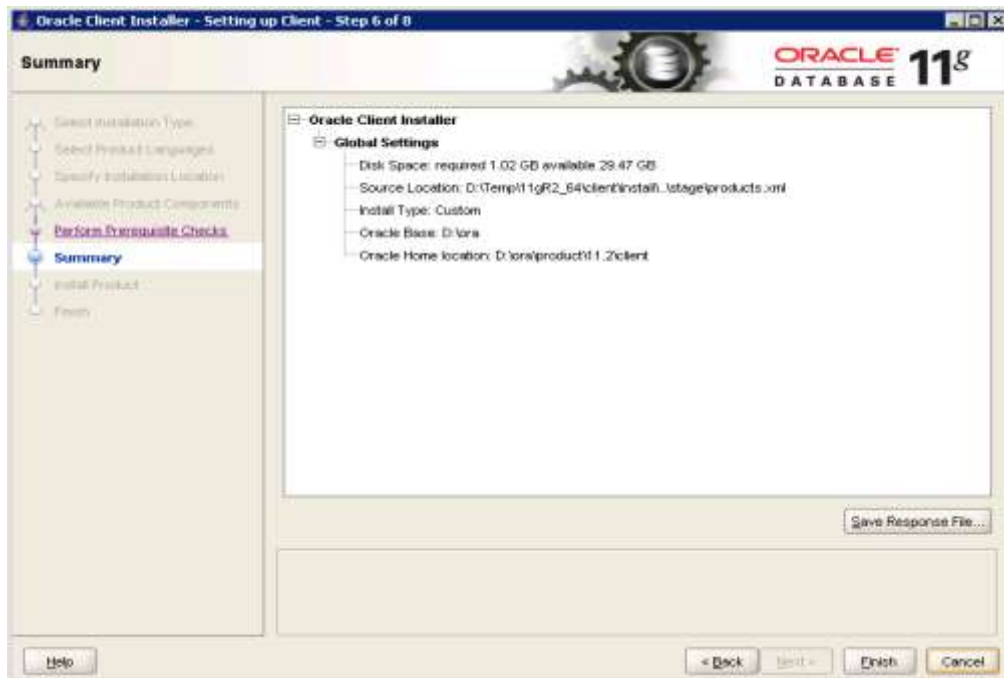 Oracle Client Installer - Setting up Client - Step 6 of 8
Summary
ORACLE
DATABASE
11g
Select Installation Type
Select Product Languages
Specify Installation Location
Available Product Components
Perform Prerequisite Checks
Summary
Install Product
Finish
Oracle Client Installer
Global Settings
Disk Space: required 1.02 GB available 29.47 GB
Source Location: D:\Temp\11gR2_64\client\install\..\stage\products.xml
Install Type: Custom
Oracle Base: D:\ora
Oracle Home location: D:\ora\product\11.2\client
Save Response File...
Help
< Back
Next >
Finish
Cancel